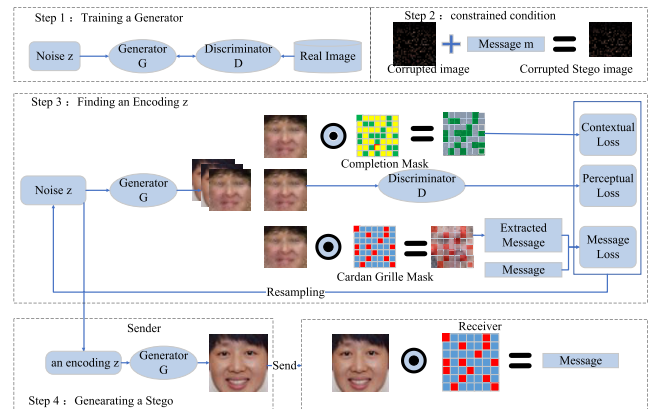 Step 1： Training a Generator
Noise z
Generator
G
Discriminator
D
Real Image
Step 2： constrained condition
Message m
Corrupted image
Corrupted Stego image
Step 3： Finding an Encoding z
Noise z
Generator
G
Completion Mask
Contextual
Loss
Discriminator
D
Perceptual
Loss
Cardan Grille Mask
Extracted
Message
Message
Message
Loss
Resampling
Sender
an encoding z
Generator
G
Send
Step 4： Genearating a Stego
Receiver
Message